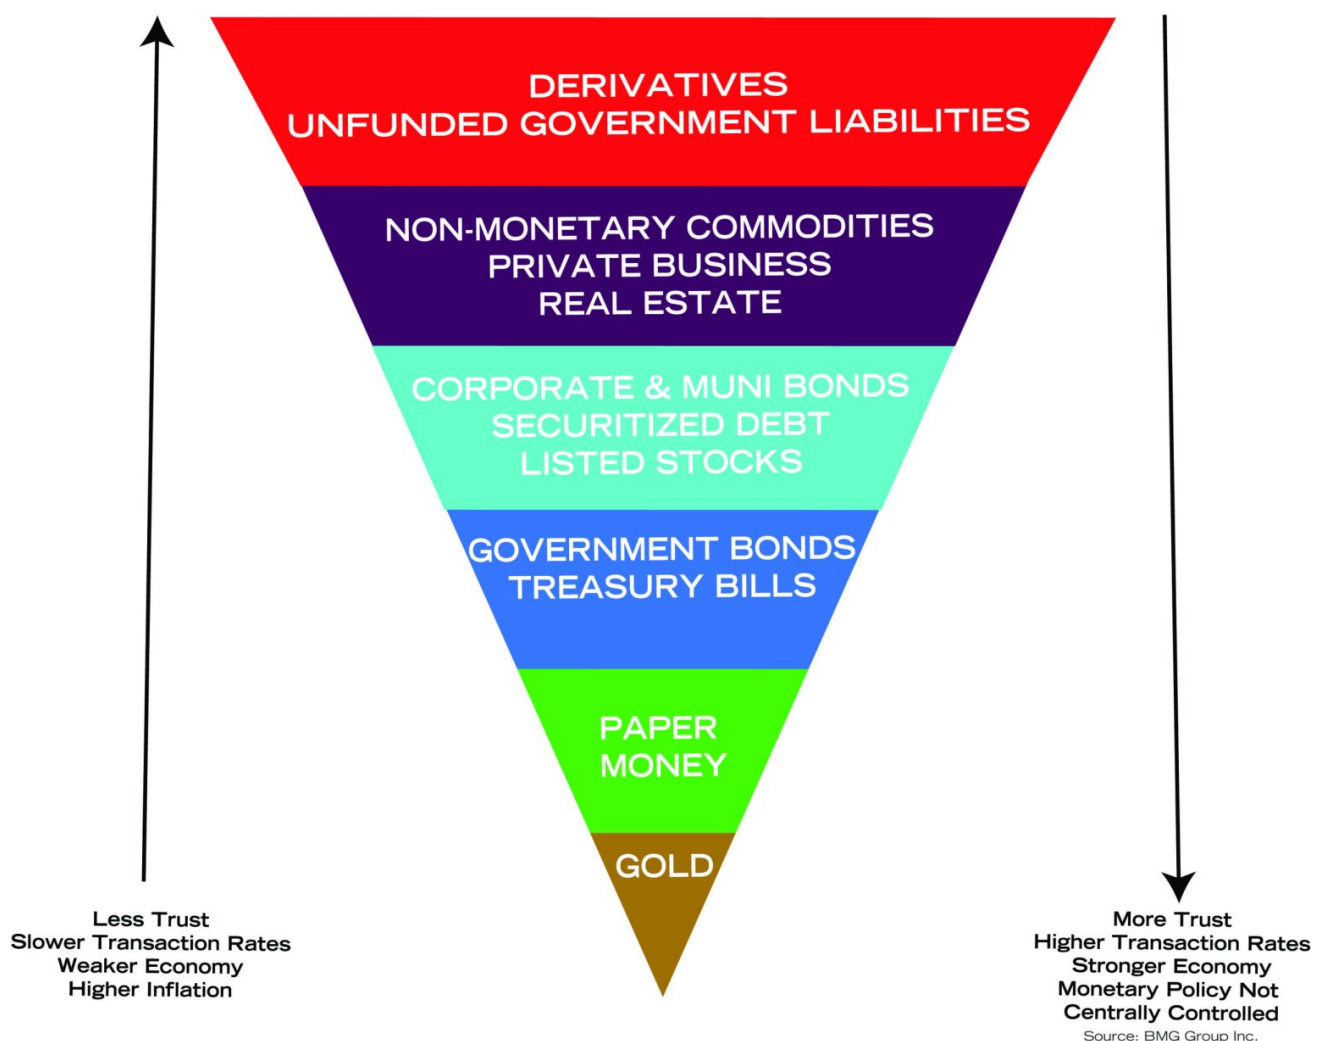 DERIVATIVES
UNFUNDED GOVERNMENT LIABILITIES
NON-MONETARY COMMODITIES
PRIVATE BUSINESS
REAL ESTATE
CORPORATE & MUNI BONDS
SECURITIZED DEBT
LISTED STOCKS
GOVERNMENT BONDS
TREASURY BILLS
PAPER
MONEY
GOLD
Less Trust
Slower Transaction Rates
Weaker Economy
Higher Inflation
More Trust
Higher Transaction Rates
Stronger Economy
Monetary Policy Not
Centrally Controlled
Source: BMG Group Inc.